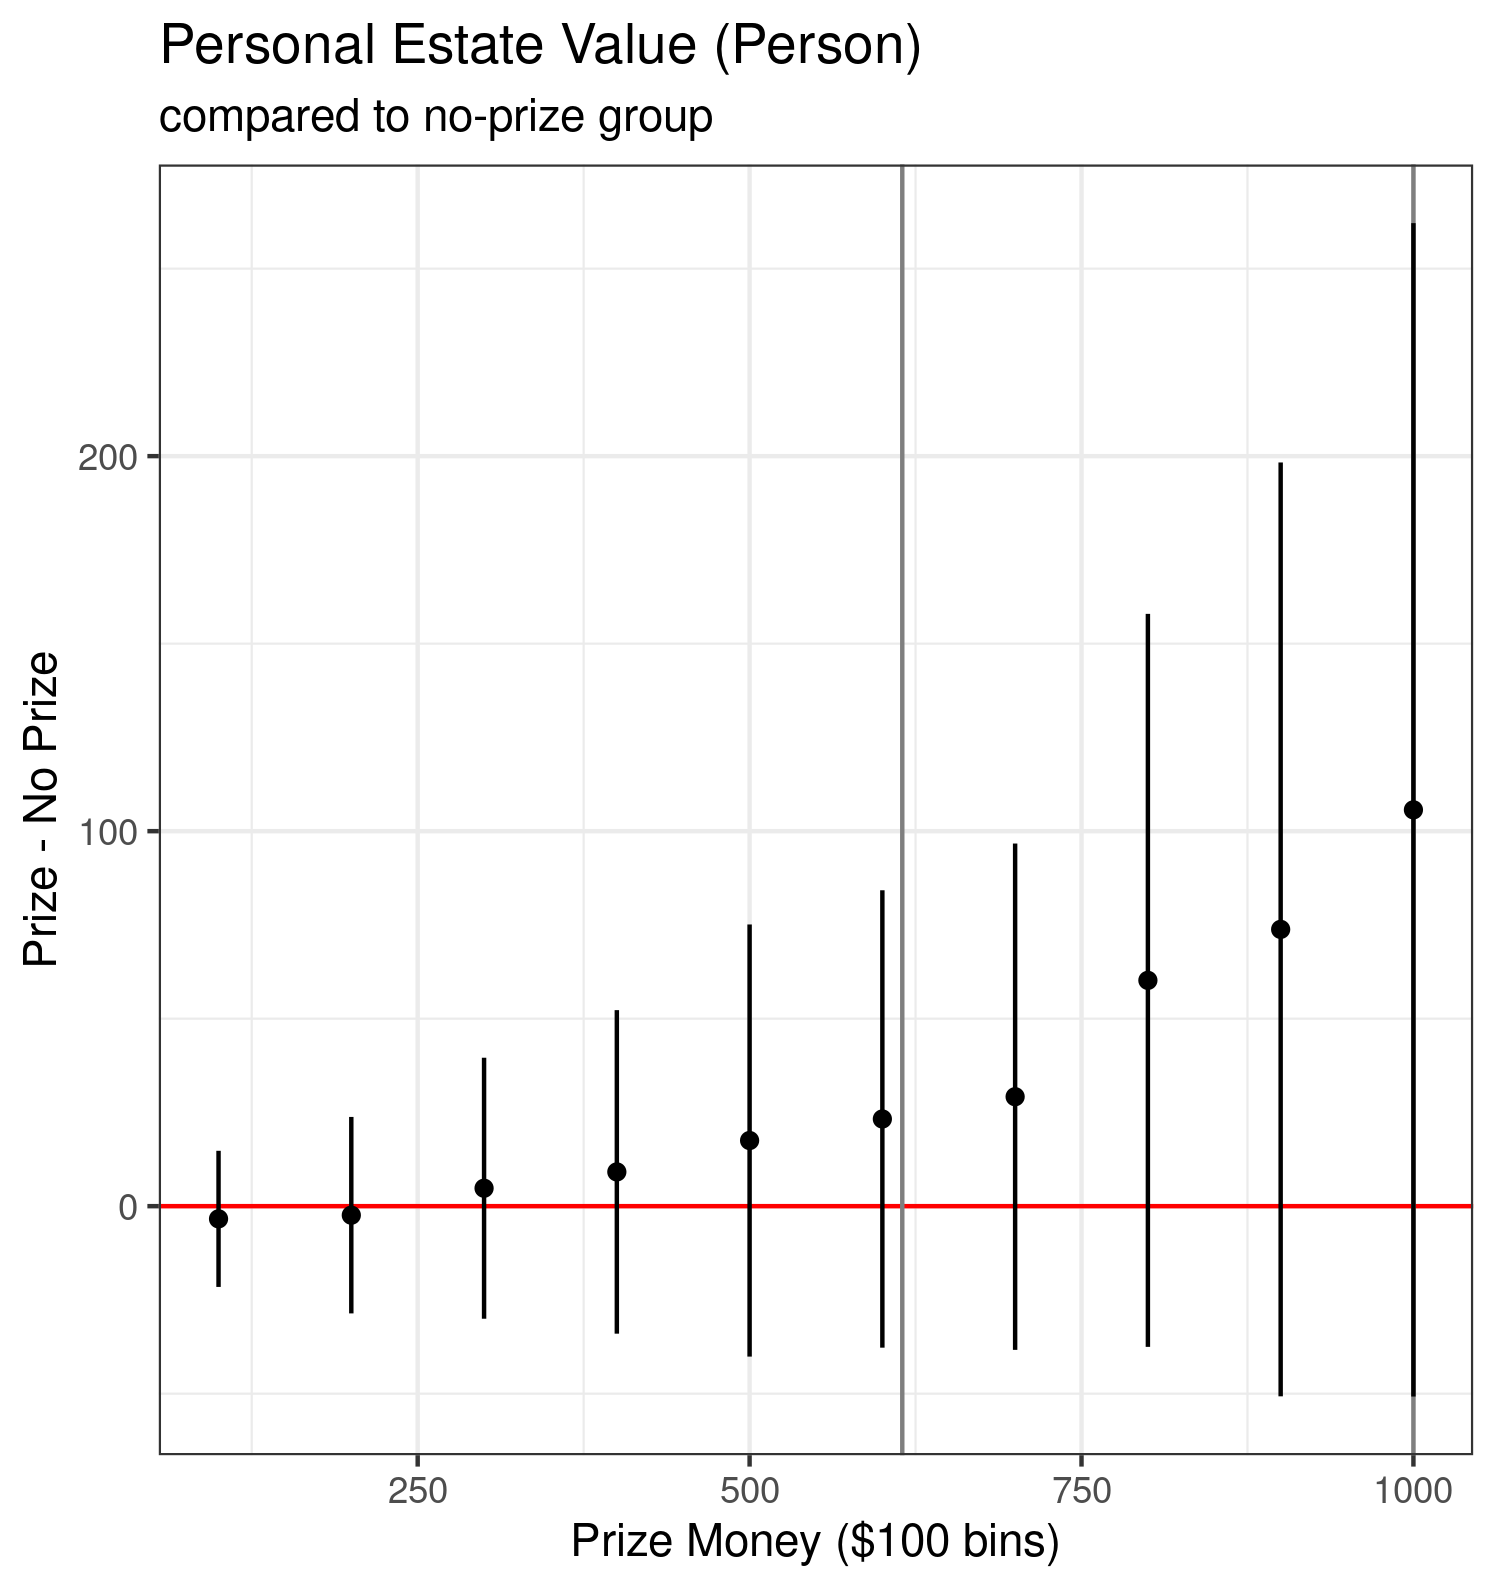 Personal Estate Value (Person)
compared to no-prize group
Prize - No Prize
200
100
0
250 500 750 1000
Prize Money ($100 bins)